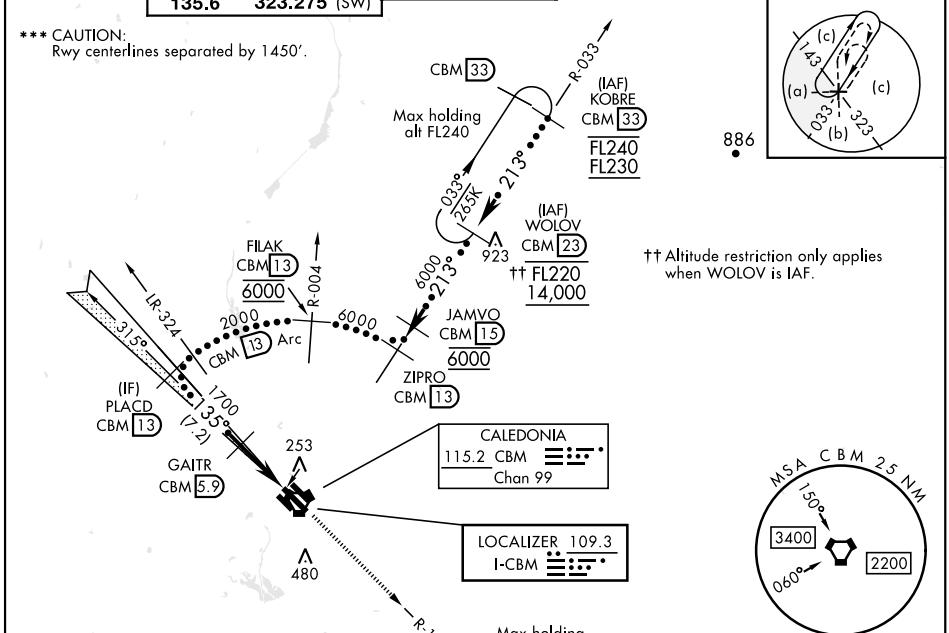 135.6 323.275 (SW)
*** CAUTION:
Rwy centerlines separated by 1450'.
CBM 33
R-033
(IAF)
KOBRE
CBM 33
FL240
FL230
Max holding
alt FL240
033°
265K
213°
(IAF)
WOLOV
CBM 23
†† FL220
14,000
923
886
†† Altitude restriction only applies
when WOLOV is IAF.
(c)
143
(a)
(c)
033
(b)
323
FILAK
CBM 13
6000
R-004
6000
213°
LR-324
2000
6000
CBM 13 Arc
JAMVO
CBM 15
6000
ZIPRO
CBM 13
315°
(IF)
PLACD
CBM 13
1700
135°
(7.2)
GAITR
CBM 5.9
253
480
CALEDONIA
115.2 CBM
Chan 99
LOCALIZER 109.3
I-CBM
MSA CBM 25 NM
150°
3400
2200
060°
Max holding